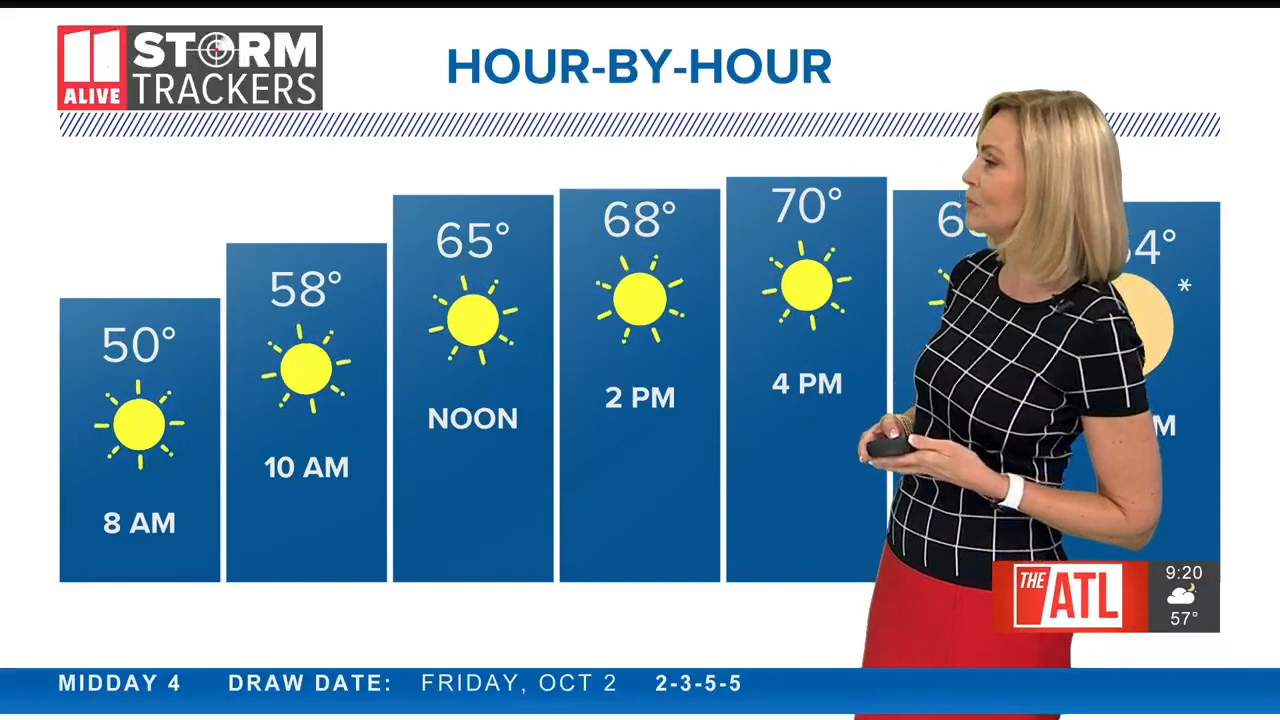 11
ALIVE
STORM
TRACKERS
HOUR-BY-HOUR
50°
8 AM
58°
10 AM
65°
NOON
68°
2 PM
70°
4 PM
4°
*
THE
ATL
9:20
57°
MIDDAY 4 DRAW DATE: FRIDAY, OCT 2 2-3-5-5